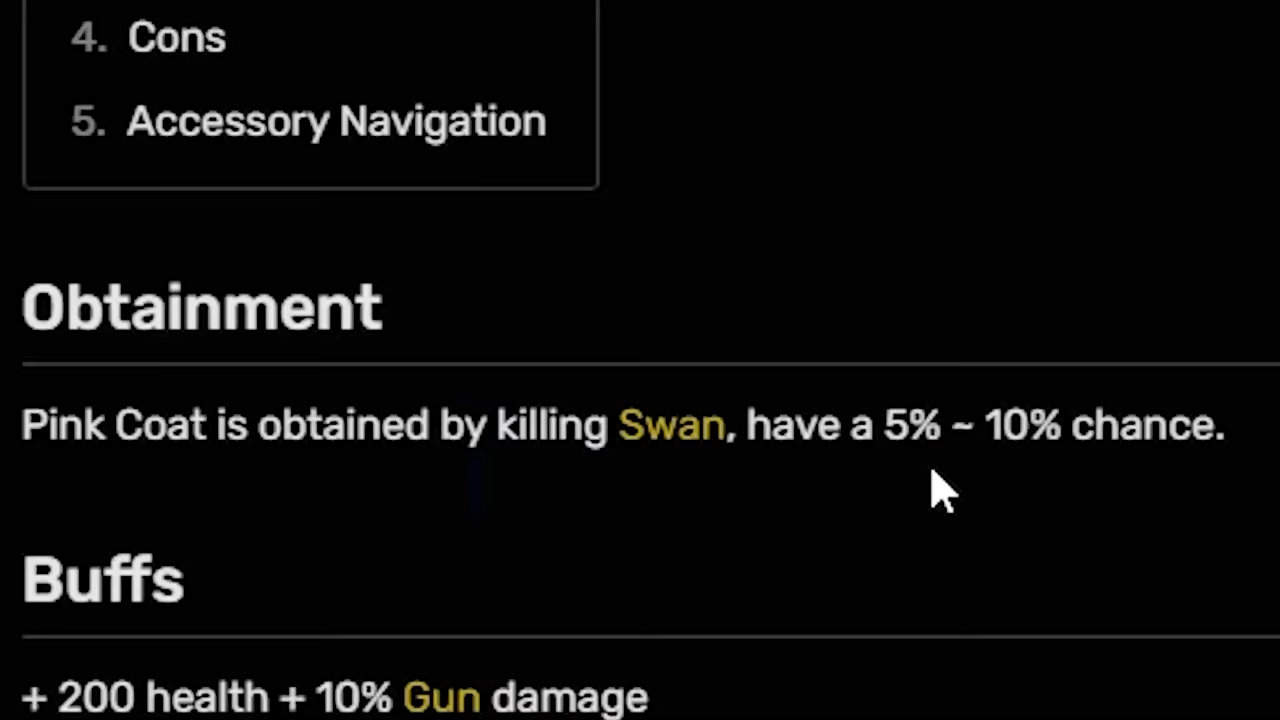 4. Cons
5. Accessory Navigation
Obtainment
Pink Coat is obtained by killing Swan, have a 5% ~ 10% chance.
Buffs
+ 200 health + 10% Gun damage